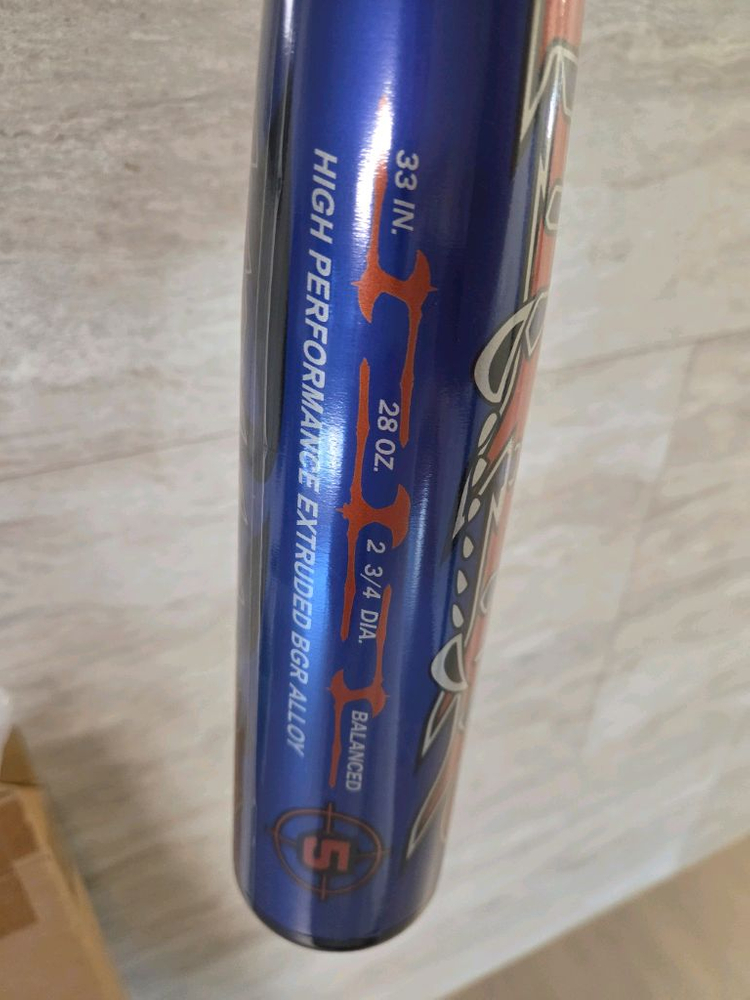 33 IN.
28 OZ.
2 3/4 DIA.
BALANCED
HIGH PERFORMANCE EXTRUDED BGR ALLOY
5